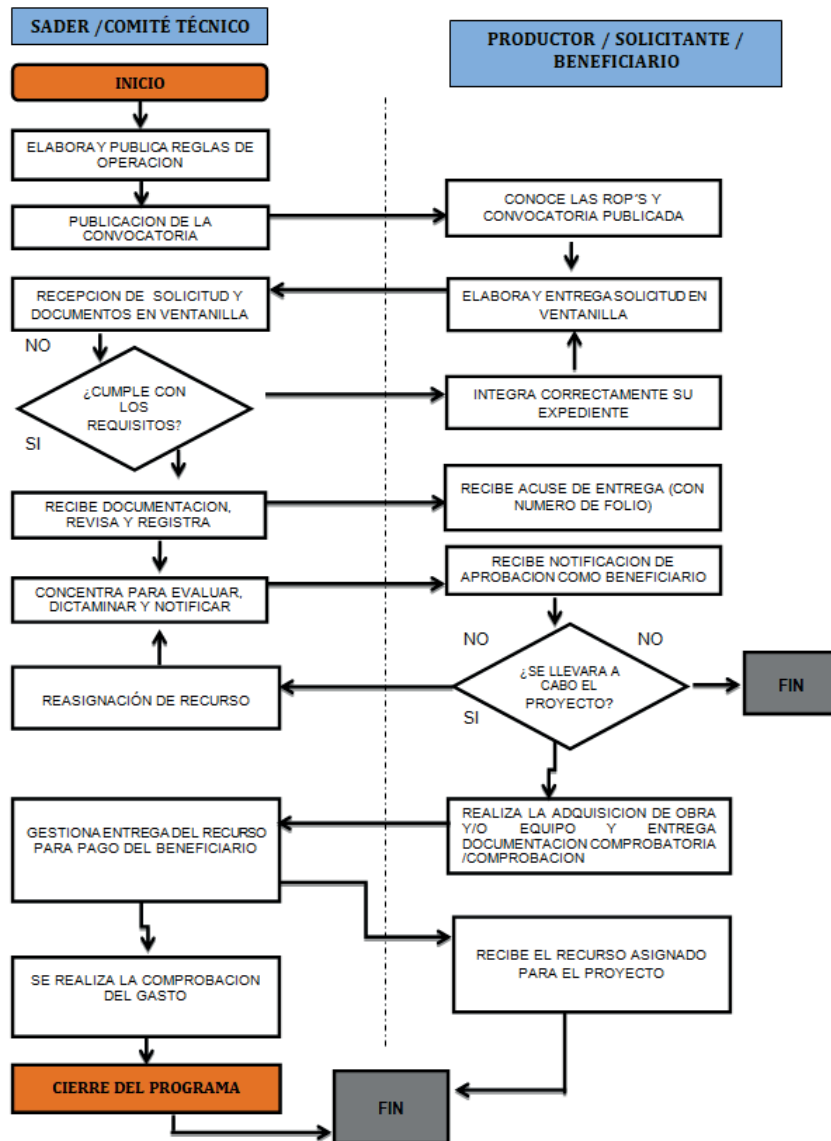 SADER /COMITÉ TÉCNICO
PRODUCTOR / SOLICITANTE /
BENEFICIARIO
INICIO
ELABORA Y PUBLICA REGLAS DE
OPERACION
PUBLICACION DE LA
CONVOCATORIA
CONOCE LAS ROP´S Y
CONVOCATORIA PUBLICADA
RECEPCION DE SOLICITUD Y
DOCUMENTOS EN VENTANILLA
ELABORA Y ENTREGA SOLICITUD EN
VENTANILLA
NO
¿CUMPLE CON
LOS
REQUISITOS?
SI
INTEGRA CORRECTAMENTE SU
EXPEDIENTE
RECIBE DOCUMENTACION,
REVISA Y REGISTRA
RECIBE ACUSE DE ENTREGA (CON
NUMERO DE FOLIO)
CONCENTRA PARA EVALUAR,
DICTAMINAR Y NOTIFICAR
RECIBE NOTIFICACION DE
APROBACION COMO BENEFICIARIO
NO
NO
¿SE LLEVARA A
CABO EL
PROYECTO?
SI
FIN
REASIGNACIÓN DE RECURSO
REALIZA LA ADQUISICION DE OBRA
Y/O EQUIPO Y ENTREGA
DOCUMENTACION COMPROBATORIA
/COMPROBACION
GESTIONA ENTREGA DEL RECURSO
PARA PAGO DEL BENEFICIARIO
RECIBE EL RECURSO ASIGNADO
PARA EL PROYECTO
SE REALIZA LA COMPROBACION
DEL GASTO
CIERRE DEL PROGRAMA
FIN